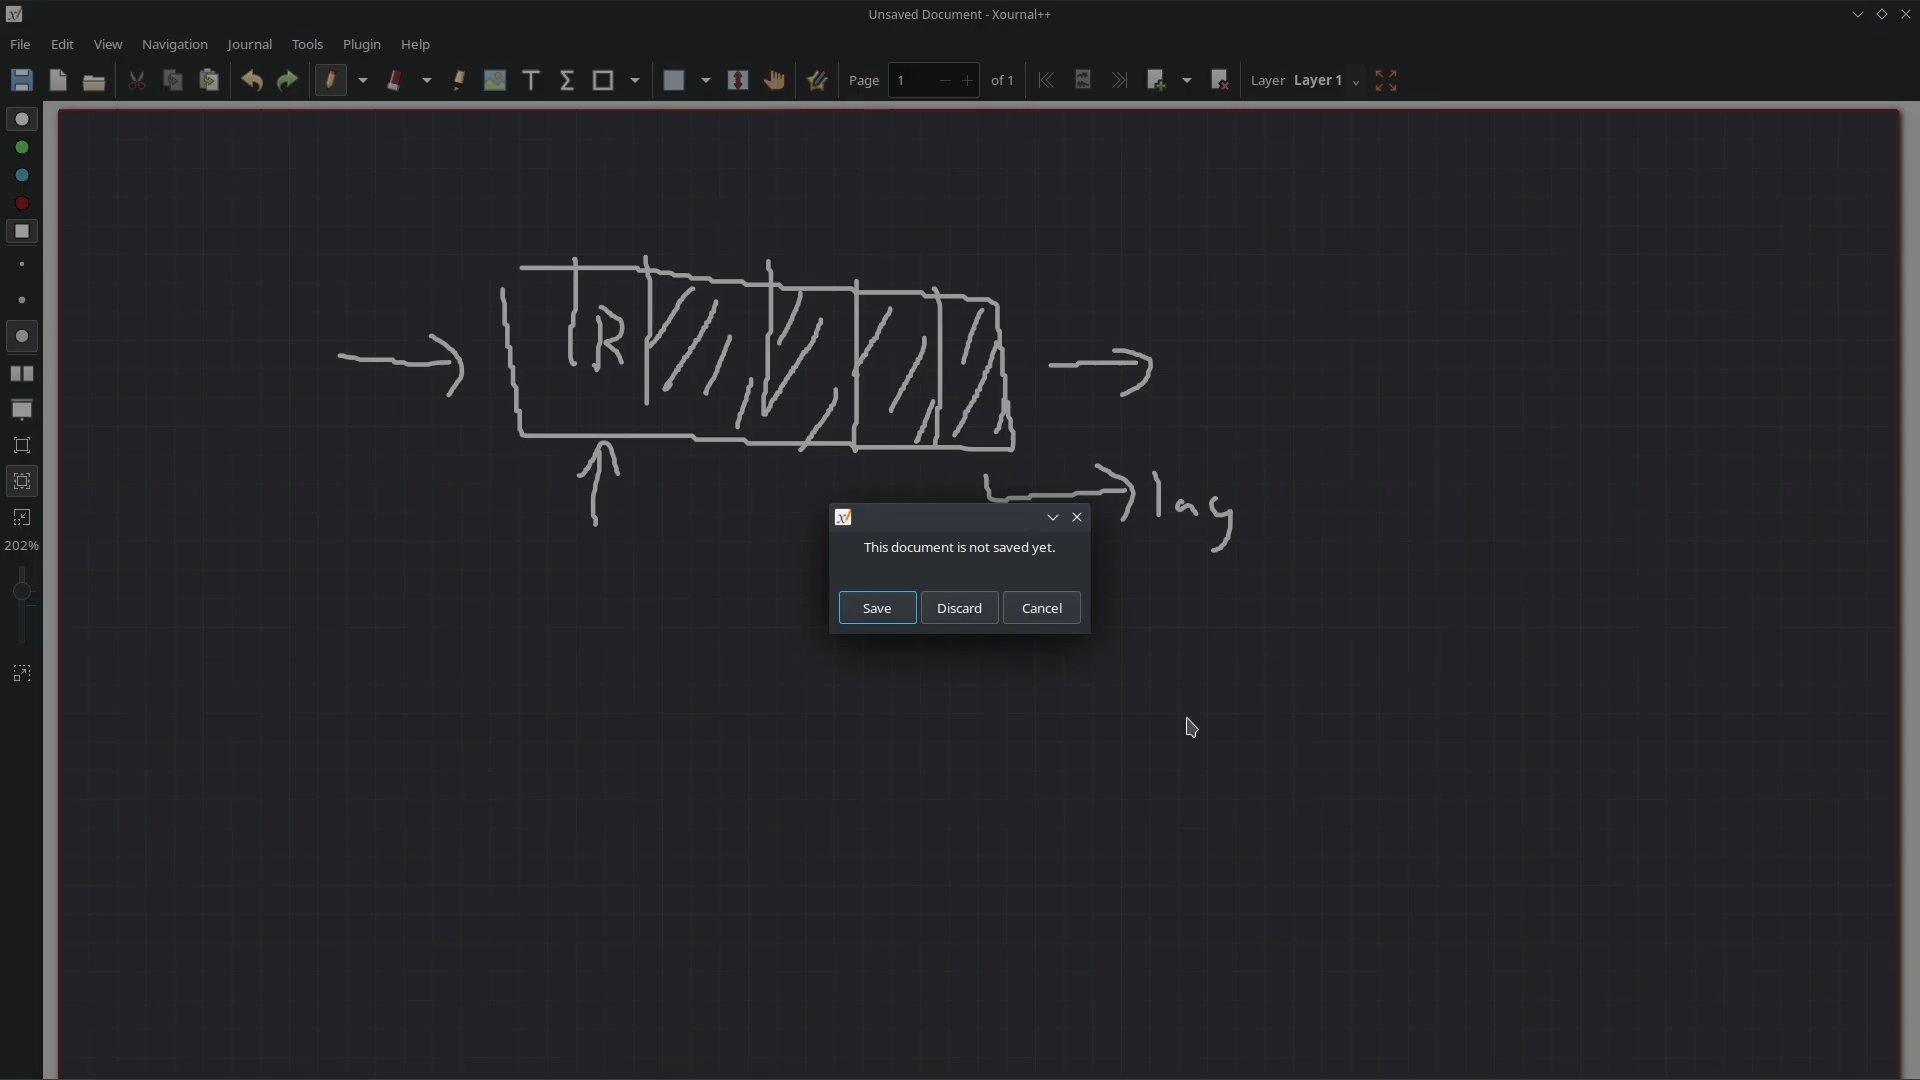 Unsaved Document - Xournal++
File Edit View Navigation Journal Tools Plugin Help
Page 1 of 1 Layer Layer 1
R
lag
This document is not saved yet.
202%
Save Discard Cancel